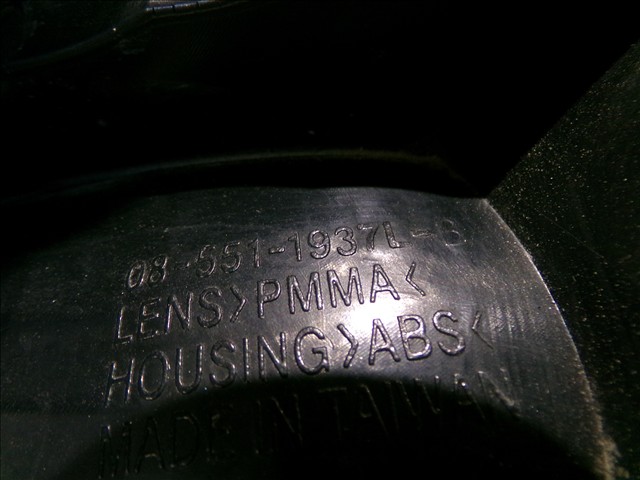 08-551-1937L-B
LENS>PMMA<
HOUSING>ABS<
MADE IN TAIWAN